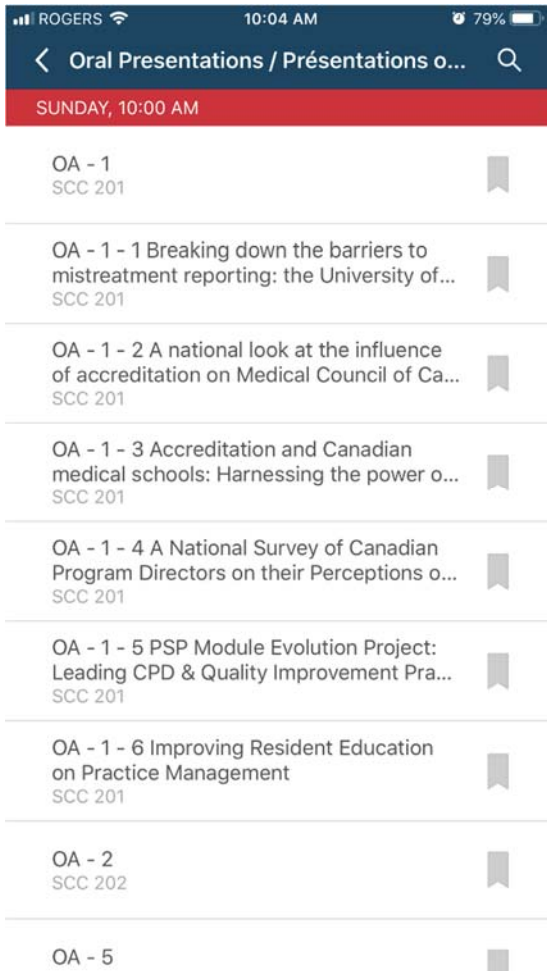 ROGERS 10:04 AM 79%
Oral Presentations / Présentations o...
SUNDAY, 10:00 AM
OA - 1
SCC 201
OA - 1 - 1 Breaking down the barriers to
mistreatment reporting: the University of...
SCC 201
OA - 1 - 2 A national look at the influence
of accreditation on Medical Council of Ca...
SCC 201
OA - 1 - 3 Accreditation and Canadian
medical schools: Harnessing the power o...
SCC 201
OA - 1 - 4 A National Survey of Canadian
Program Directors on their Perceptions o...
SCC 201
OA - 1 - 5 PSP Module Evolution Project:
Leading CPD & Quality Improvement Pra...
SCC 201
OA - 1 - 6 Improving Resident Education
on Practice Management
SCC 201
OA - 2
SCC 202
OA - 5